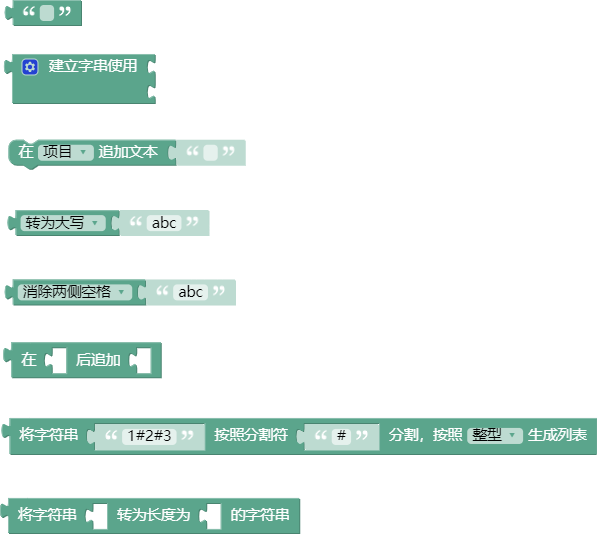 “ ”
建立字串使用
在 项目 追加文本 “ ”
转为大写 “ abc ”
消除两侧空格 “ abc ”
在 后追加
将字符串 “ 1#2#3 ” 按照分割符 “ # ” 分割，按照 整型 生成列表
将字符串 转为长度为 的字符串